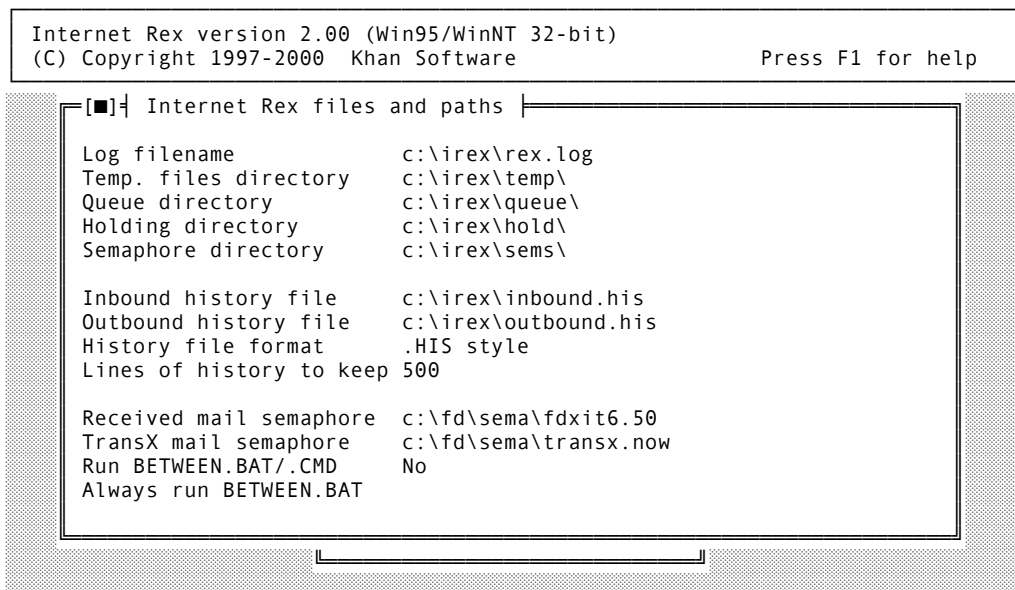 Internet Rex version 2.00 (Win95/WinNT 32-bit)
(C) Copyright 1997-2000 Khan Software Press F1 for help
[■] Internet Rex files and paths
Log filename c:\irex\rex.log
Temp. files directory c:\irex\temp\
Queue directory c:\irex\queue\
Holding directory c:\irex\hold\
Semaphore directory c:\irex\sems\
Inbound history file c:\irex\inbound.his
Outbound history file c:\irex\outbound.his
History file format .HIS style
Lines of history to keep 500
Received mail semaphore c:\fd\sema\fdxit6.50
TransX mail semaphore c:\fd\sema\transx.now
Run BETWEEN.BAT/.CMD No
Always run BETWEEN.BAT